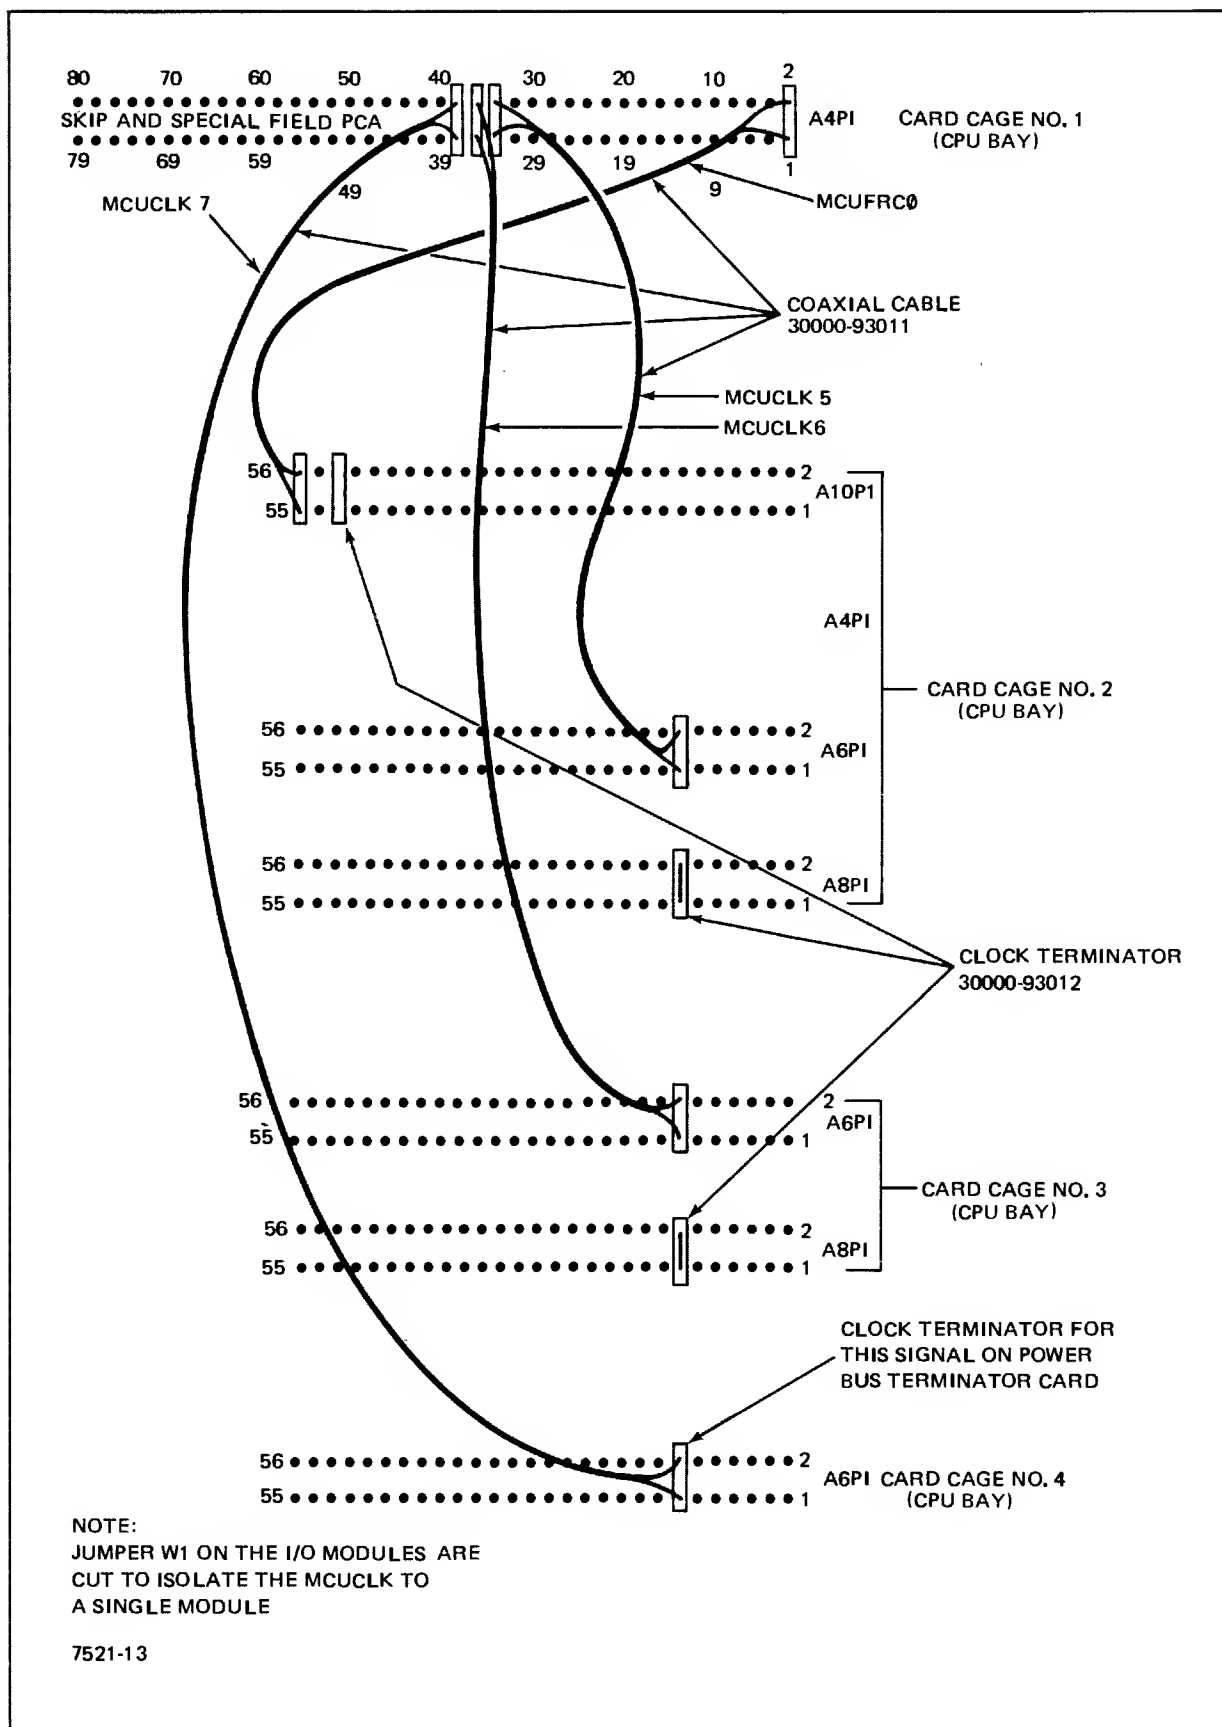 80 70 60 50 40 30 20 10 2
SKIP AND SPECIAL FIELD PCA
A4PI
CARD CAGE NO. 1
(CPU BAY)
79 69 59 49 39 29 19 9 1
MCUCLK 7
MCUFRC0
COAXIAL CABLE
30000-93011
MCUCLK 5
MCUCLK6
56 2
A10P1
55 1
A4PI
CARD CAGE NO. 2
(CPU BAY)
56 2
A6PI
55 1
56 2
A8PI
55 1
CLOCK TERMINATOR
30000-93012
56 2
A6PI
55 1
CARD CAGE NO. 3
(CPU BAY)
56 2
A8PI
55 1
CLOCK TERMINATOR FOR
THIS SIGNAL ON POWER
BUS TERMINATOR CARD
56 2
A6PI CARD CAGE NO. 4
(CPU BAY)
55 1
NOTE:
JUMPER W1 ON THE I/O MODULES ARE
CUT TO ISOLATE THE MCUCLK TO
A SINGLE MODULE
7521-13